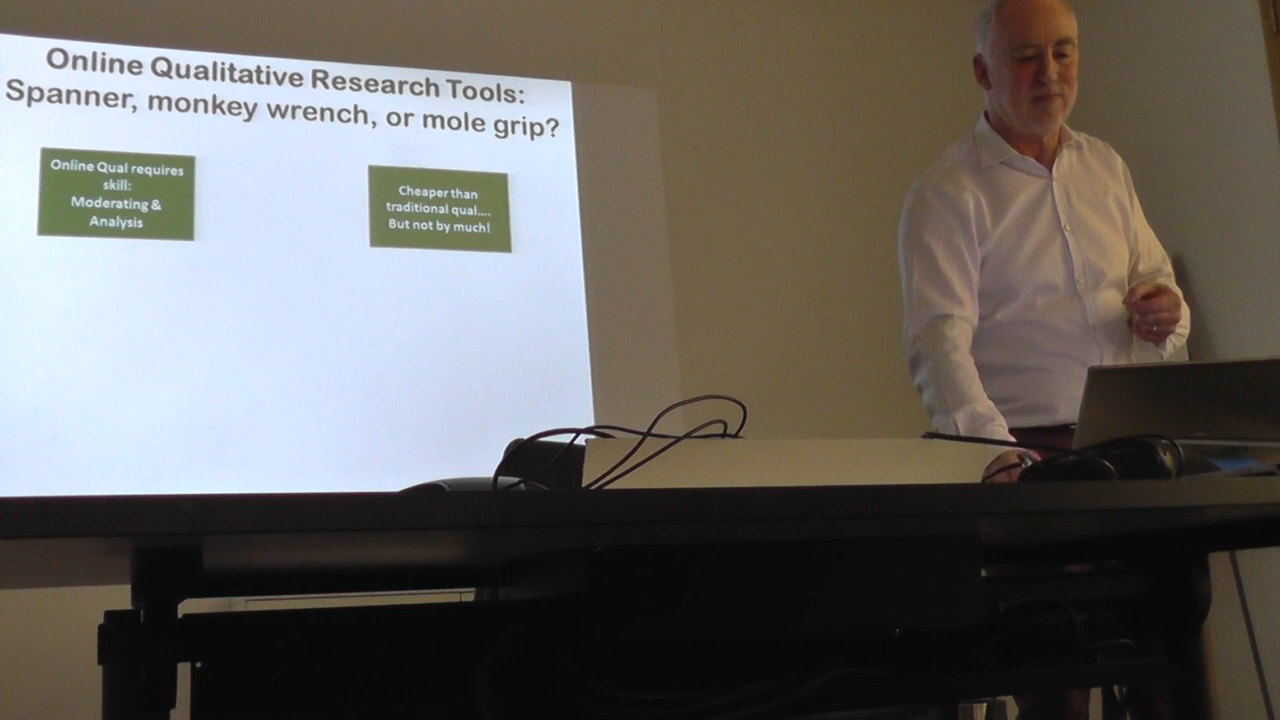 Online Qualitative Research Tools:
Spanner, monkey wrench, or mole grip?
Online Qual requires
skill:
Moderating &
Analysis
Cheaper than
traditional qual....
But not by much!